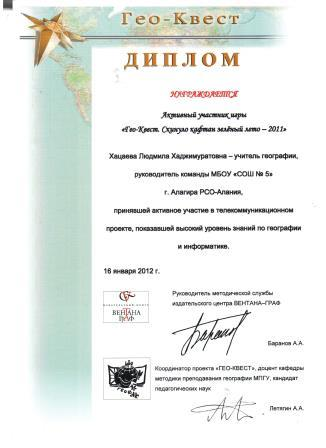 Гео-Квест
ДИПЛОМ
НАГРАЖДАЕТСЯ
Активный участник игры
«Гео-Квест. Скинуло кафтан зелёный лето – 2011»
Хацаева Людмила Хаджимуратовна – учитель географии,
руководитель команды МБОУ «СОШ № 5»
г. Алагира РСО-Алания,
принявшей активное участие в телекоммуникационном
проекте, показавшей высокий уровень знаний по географии
и информатике.
16 января 2012 г.
Руководитель методической службы
издательского центра ВЕНТАНА–ГРАФ
ИЗДАТЕЛЬСКИЙ ЦЕНТР
ВЕНТАНА
ГРАФ
Баранов А.А.
Координатор проекта «ГЕО-КВЕСТ», доцент кафедры
методики преподавания географии МПГУ, кандидат
педагогических наук
Летягин А.А.